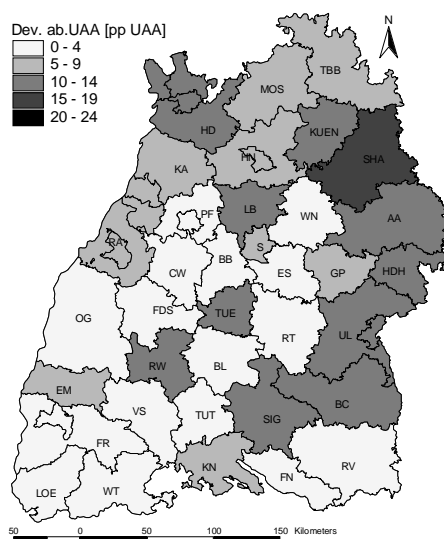 Dev. ab.UAA [pp UAA]
0 - 4
5 - 9
10 - 14
15 - 19
20 - 24
N
TBB
MOS
HD
KUEN
HN
SHA
KA
PF
LB
WN
AA
RA
S
CW
BB
ES
GP
HDH
OG
FDS
TUE
RT
UL
RW
BL
EM
VS
TUT
SIG
BC
FR
KN
FN
RV
LOE
WT
50 0 50 100 150 Kilometers